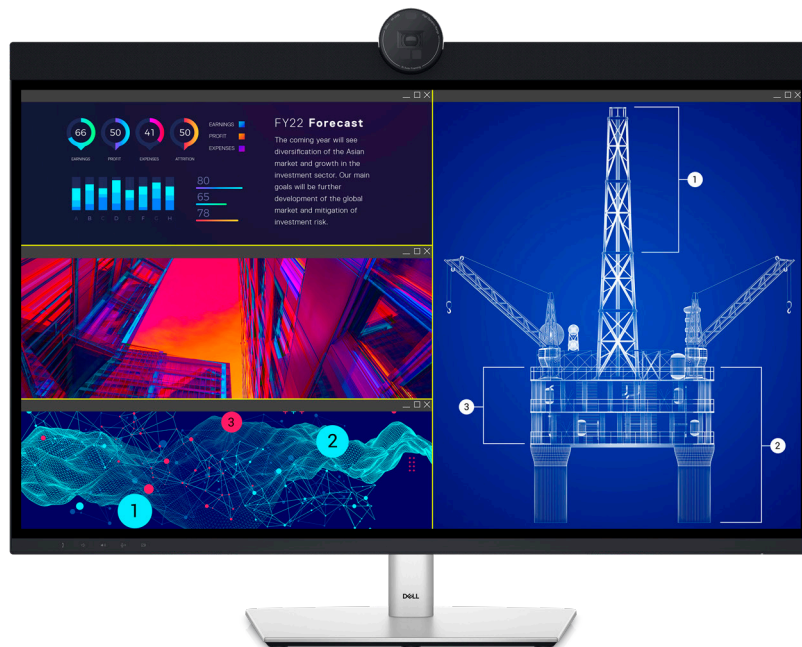 66
50
41
50
EARNINGS
PROFIT
EXPENSES
ATTRITION
EARNINGS
PROFIT
EXPENSES
A B C D E F G H
80
65
78
FY22 Forecast
The coming year will see
diversification of the Asian
market and growth in the
investment sector. Our main
goals will be further
development of the global
market and mitigation of
investment risk.
3
2
1
1
3
2
DELL